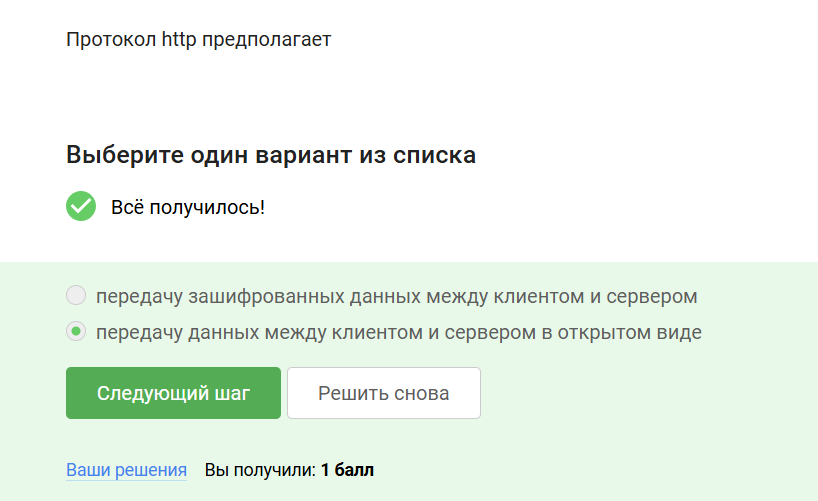 Протокол http предполагает
Выберите один вариант из списка
Всё получилось!
передачу зашифрованных данных между клиентом и сервером
передачу данных между клиентом и сервером в открытом виде
Следующий шаг
Решить снова
Ваши решения Вы получили: 1 балл